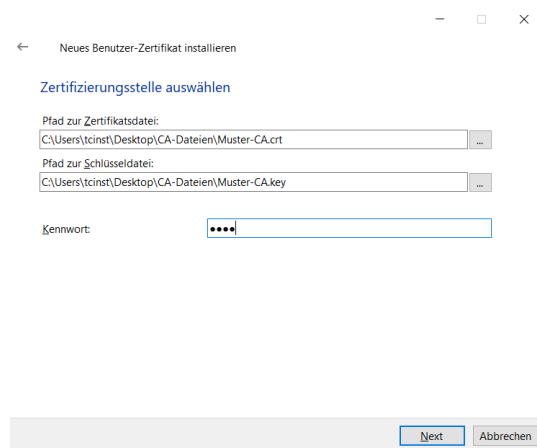 Neues Benutzer-Zertifikat installieren
Zertifizierungsstelle auswählen
Pfad zur Zertifikatsdatei:
C:\Users\tcinst\Desktop\CA-Dateien\Muster-CA.crt
...
Pfad zur Schlüsseldatei:
C:\Users\tcinst\Desktop\CA-Dateien\Muster-CA.key
...
Kennwort:
●●●●
Next
Abbrechen